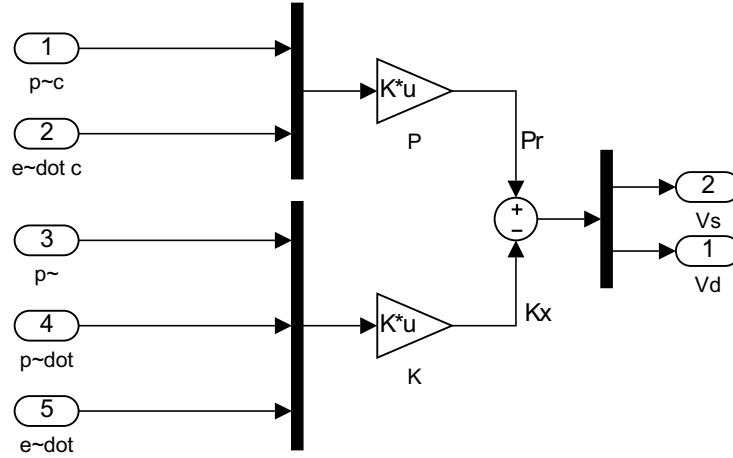 1
p~c
2
e~dot c
K*u
P
Pr
3
p~
4
p~dot
5
e~dot
K*u
K
Kx
+
−
2
Vs
1
Vd